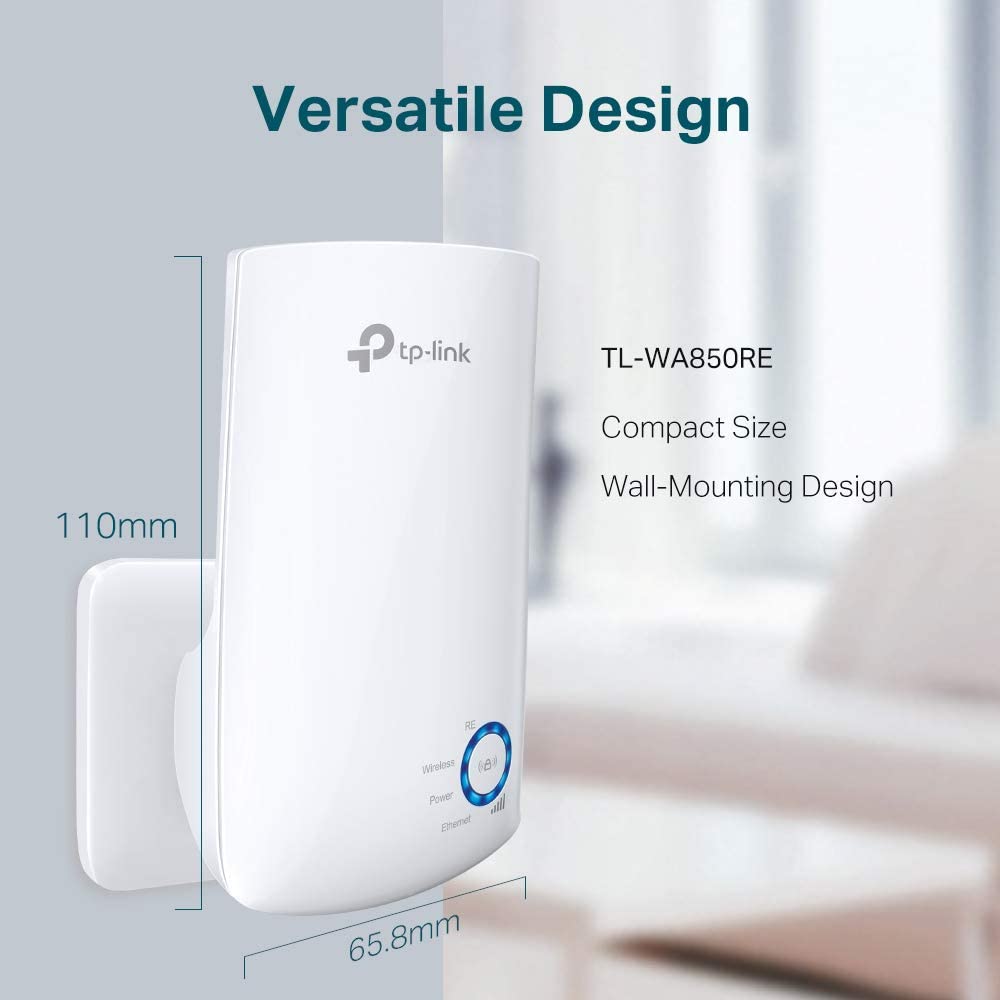 Versatile Design
tp-link
TL-WA850RE
Compact Size
Wall-Mounting Design
110mm
RE
Wireless
Power
Ethernet
65.8mm